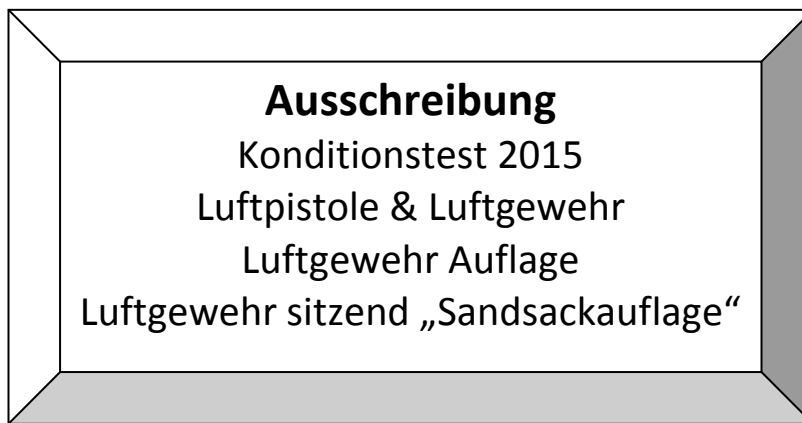 Ausschreibung
Konditionstest 2015
Luftpistole & Luftgewehr
Luftgewehr Auflage
Luftgewehr sitzend „Sandsackauflage“